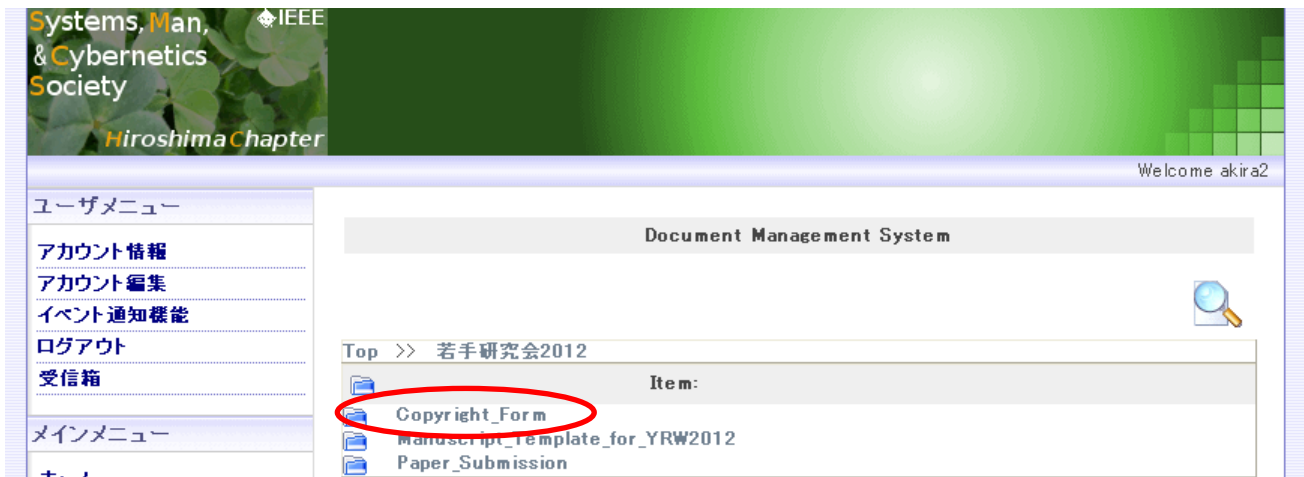 Systems, Man, IEEE
& Cybernetics
Society
Hiroshima Chapter
Welcome akira2
ユーザメニュー
アカウント情報
アカウント編集
イベント通知機能
ログアウト
受信箱
メインメニュー
Document Management System
Top >> 若手研究会2012
Item:
Copyright_Form
Manuscript_Template_for_YRW2012
Paper_Submission